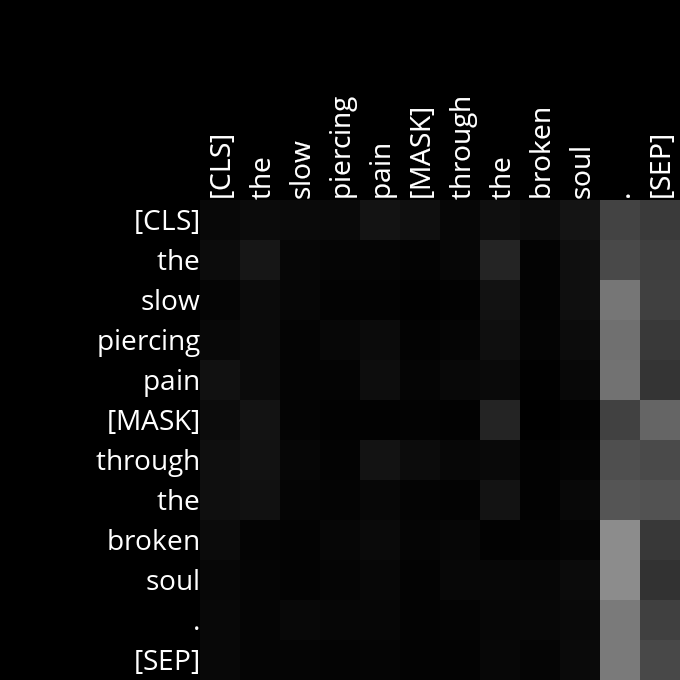 [CLS] the slow piercing pain [MASK] through the broken soul . [SEP]
[CLS]
the
slow
piercing
pain
[MASK]
through
the
broken
soul
.
[SEP]